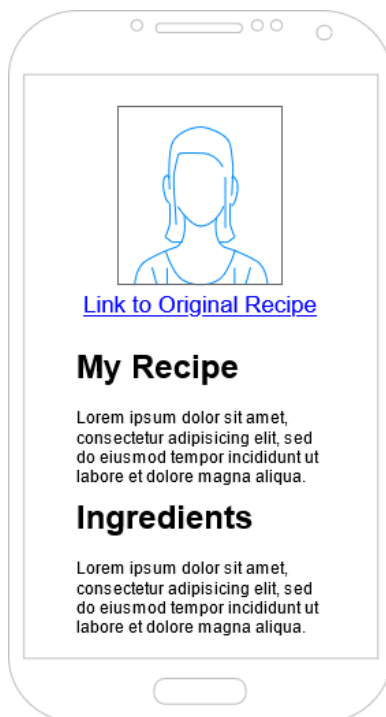 Link to Original Recipe
My Recipe
Lorem ipsum dolor sit amet,
consectetur adipisicing elit, sed
do eiusmod tempor incididunt ut
labore et dolore magna aliqua.
Ingredients
Lorem ipsum dolor sit amet,
consectetur adipisicing elit, sed
do eiusmod tempor incididunt ut
labore et dolore magna aliqua.